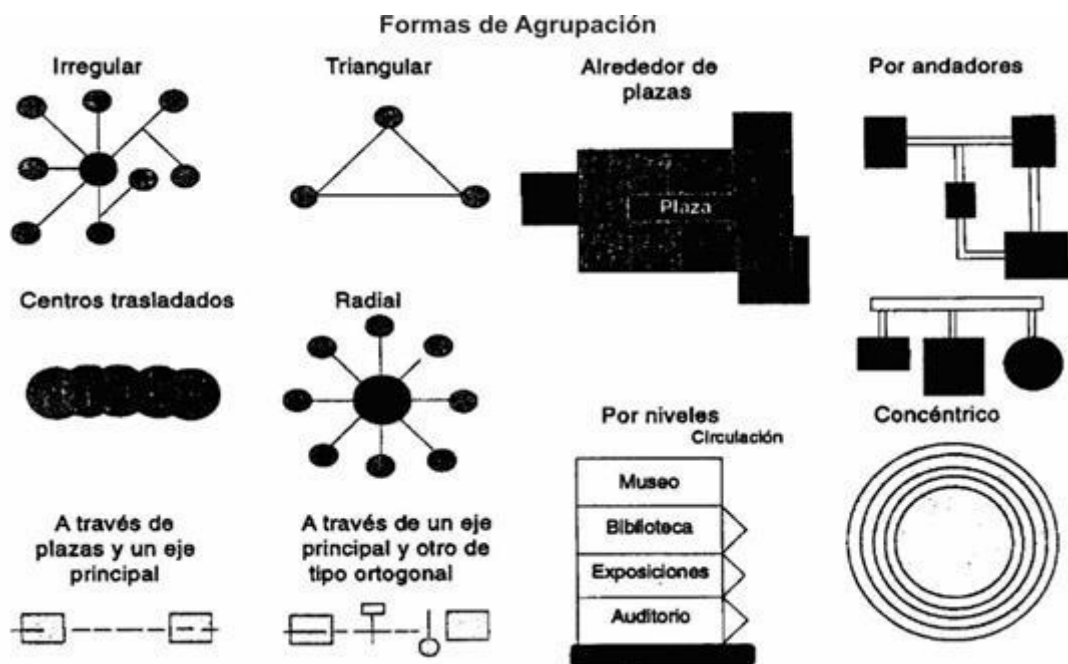 Formas de Agrupación
Irregular
Triangular
Alrededor de
plazas
Por andadores
Plaza
Centros trasladados
Radial
Por niveles
Circulación
Concéntrico
Museo
Biblioteca
Exposiciones
Auditorio
A través de
plazas y un eje
principal
A través de un eje
principal y otro de
tipo ortogonal